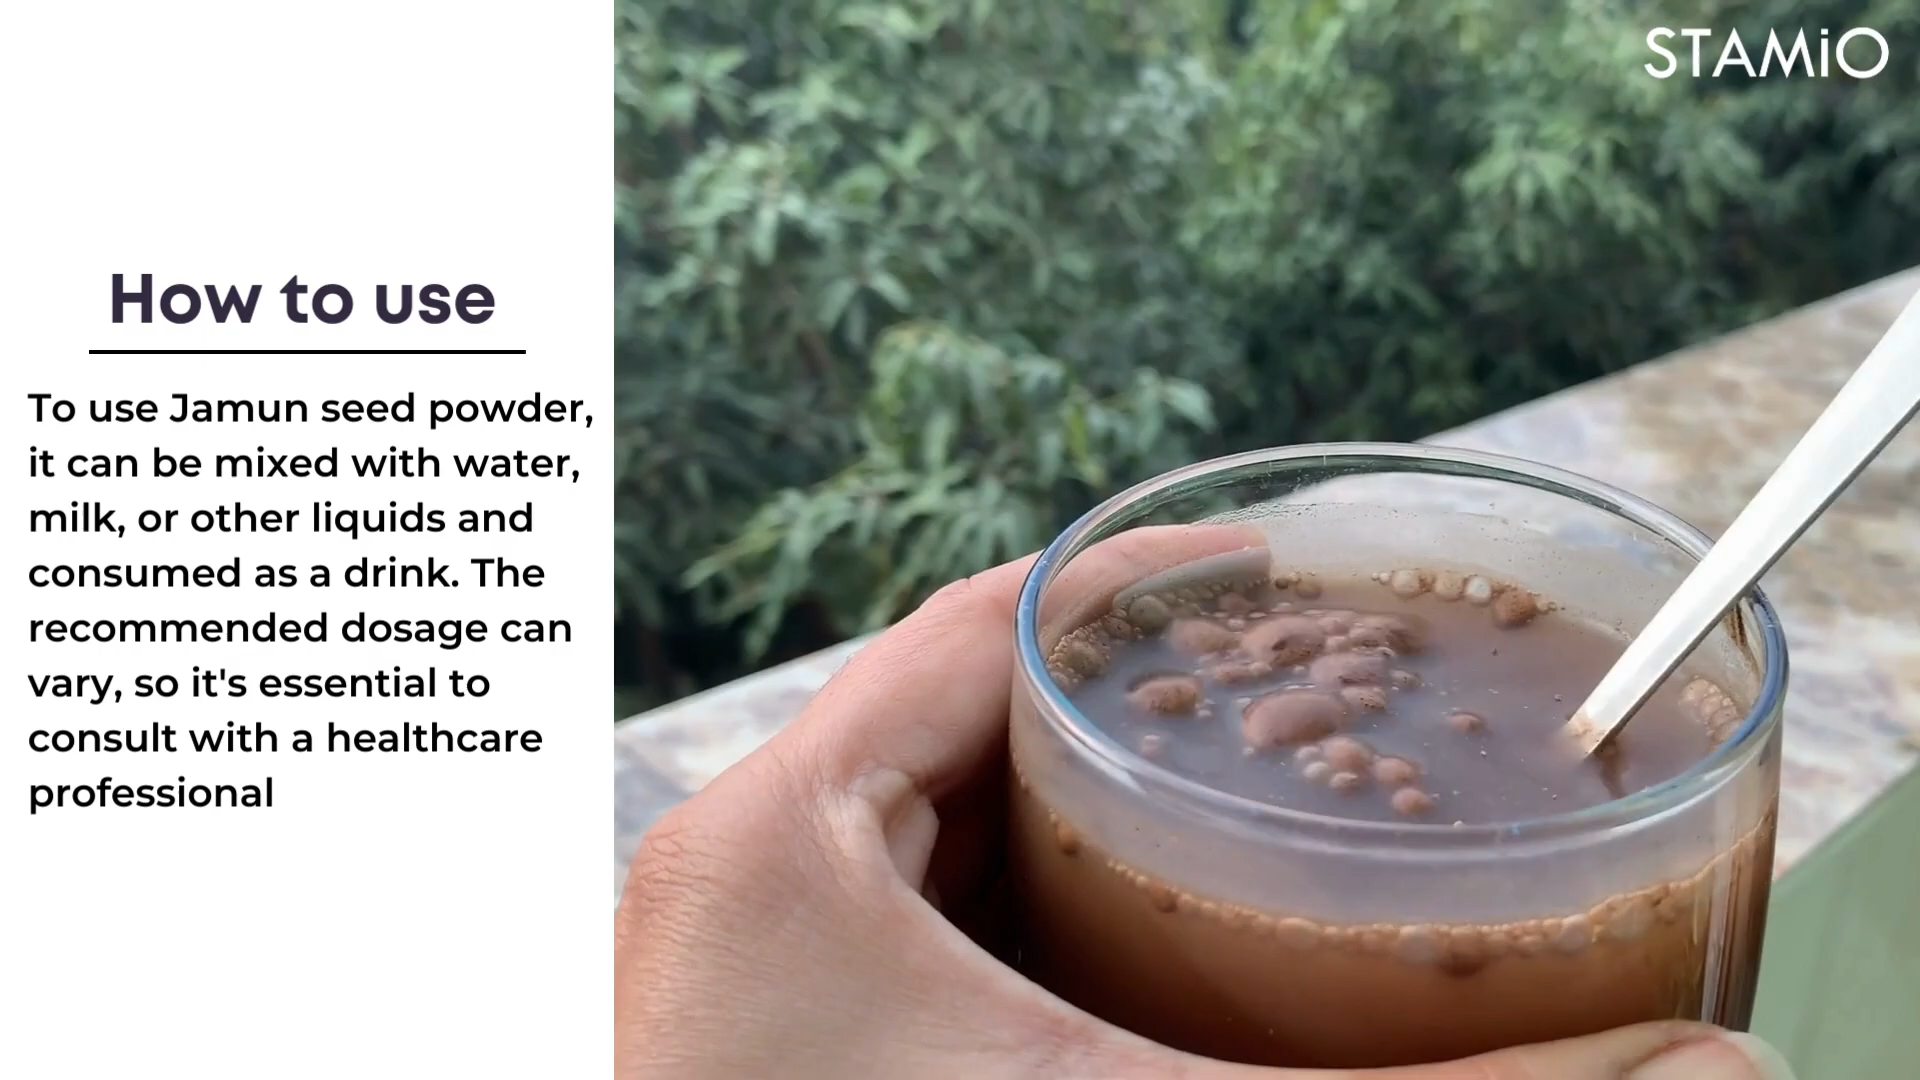 STAMiO
How to use
To use Jamun seed powder,
it can be mixed with water,
milk, or other liquids and
consumed as a drink. The
recommended dosage can
vary, so it's essential to
consult with a healthcare
professional